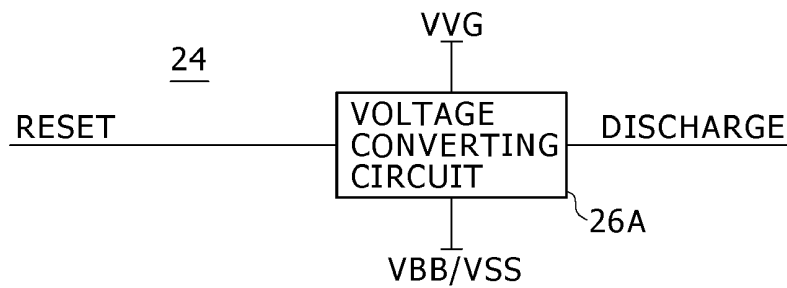 VVG
24
RESET
VOLTAGE
CONVERTING
CIRCUIT
DISCHARGE
26A
VBB/VSS